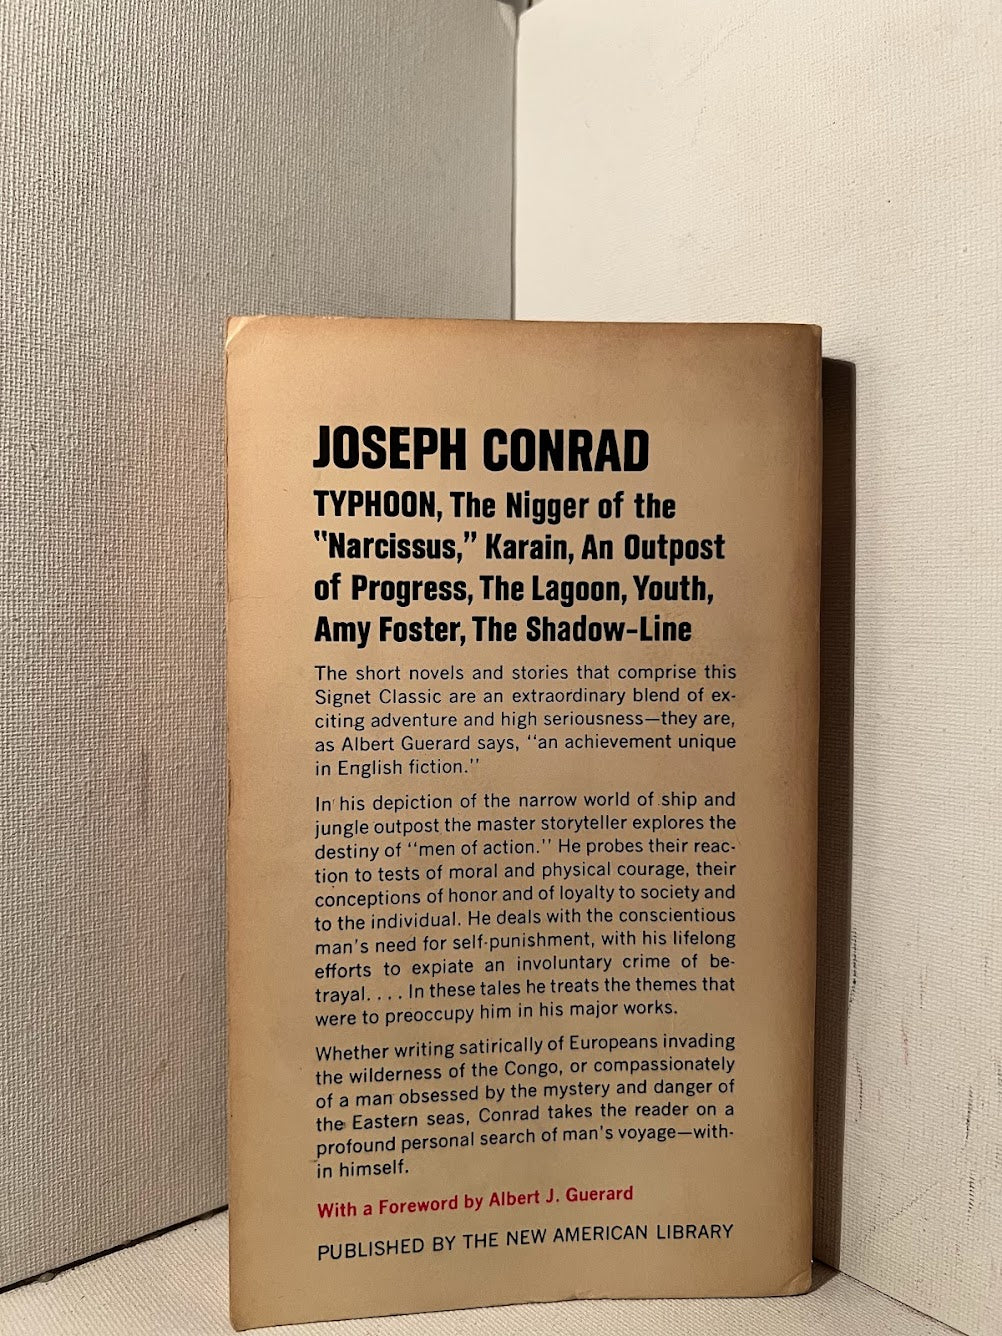 JOSEPH CONRAD
TYPHOON, The Nigger of the
"Narcissus," Karain, An Outpost
of Progress, The Lagoon, Youth,
Amy Foster, The Shadow-Line
The short novels and stories that comprise this
Signet Classic are an extraordinary blend of ex-
citing adventure and high seriousness—they are,
as Albert Guerard says, "an achievement unique
in English fiction."
In his depiction of the narrow world of ship and
jungle outpost the master storyteller explores the
destiny of "men of action." He probes their reac-
tion to tests of moral and physical courage, their
conceptions of honor and of loyalty to society and
to the individual. He deals with the conscientious
man's need for self-punishment, with his lifelong
efforts to expiate an involuntary crime of be-
trayal. . . . In these tales he treats the themes that
were to preoccupy him in his major works.
Whether writing satirically of Europeans invading
the wilderness of the Congo, or compassionately
of a man obsessed by the mystery and danger of
the Eastern seas, Conrad takes the reader on a
profound personal search of man's voyage—with-
in himself.
With a Foreword by Albert J. Guerard
PUBLISHED BY THE NEW AMERICAN LIBRARY